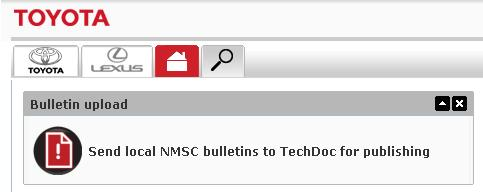 TOYOTA
TOYOTA LEXUS
Bulletin upload
Send local NMSC bulletins to TechDoc for publishing